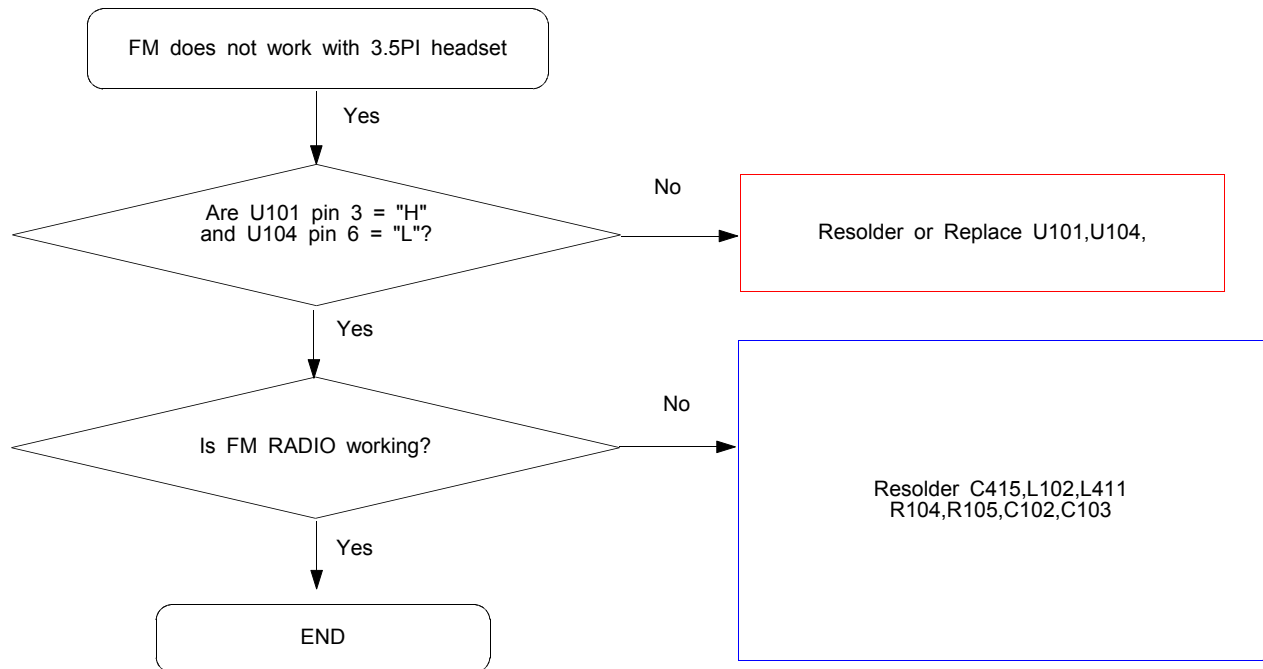 FM does not work with 3.5PI headset
Yes
Are U101 pin 3 = "H"
and U104 pin 6 = "L"?
No
Resolder or Replace U101,U104,
Yes
Is FM RADIO working?
No
Resolder C415,L102,L411
R104,R105,C102,C103
Yes
END